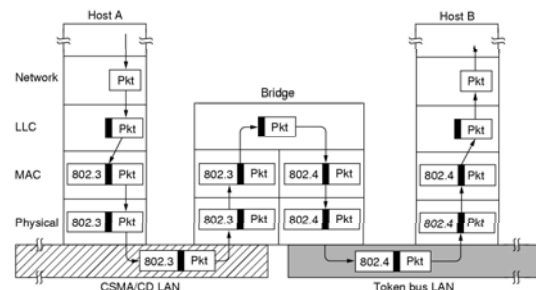 Host A
Host B
Network
Pkt
Bridge
Pkt
LLC
Pkt
Pkt
Pkt
MAC
802.3 Pkt
802.3 Pkt
802.4 Pkt
802.4 Pkt
Physical
802.3 Pkt
802.3 Pkt
802.4 Pkt
802.4 Pkt
802.3 Pkt
802.4 Pkt
CSMA/CD LAN
Token bus LAN